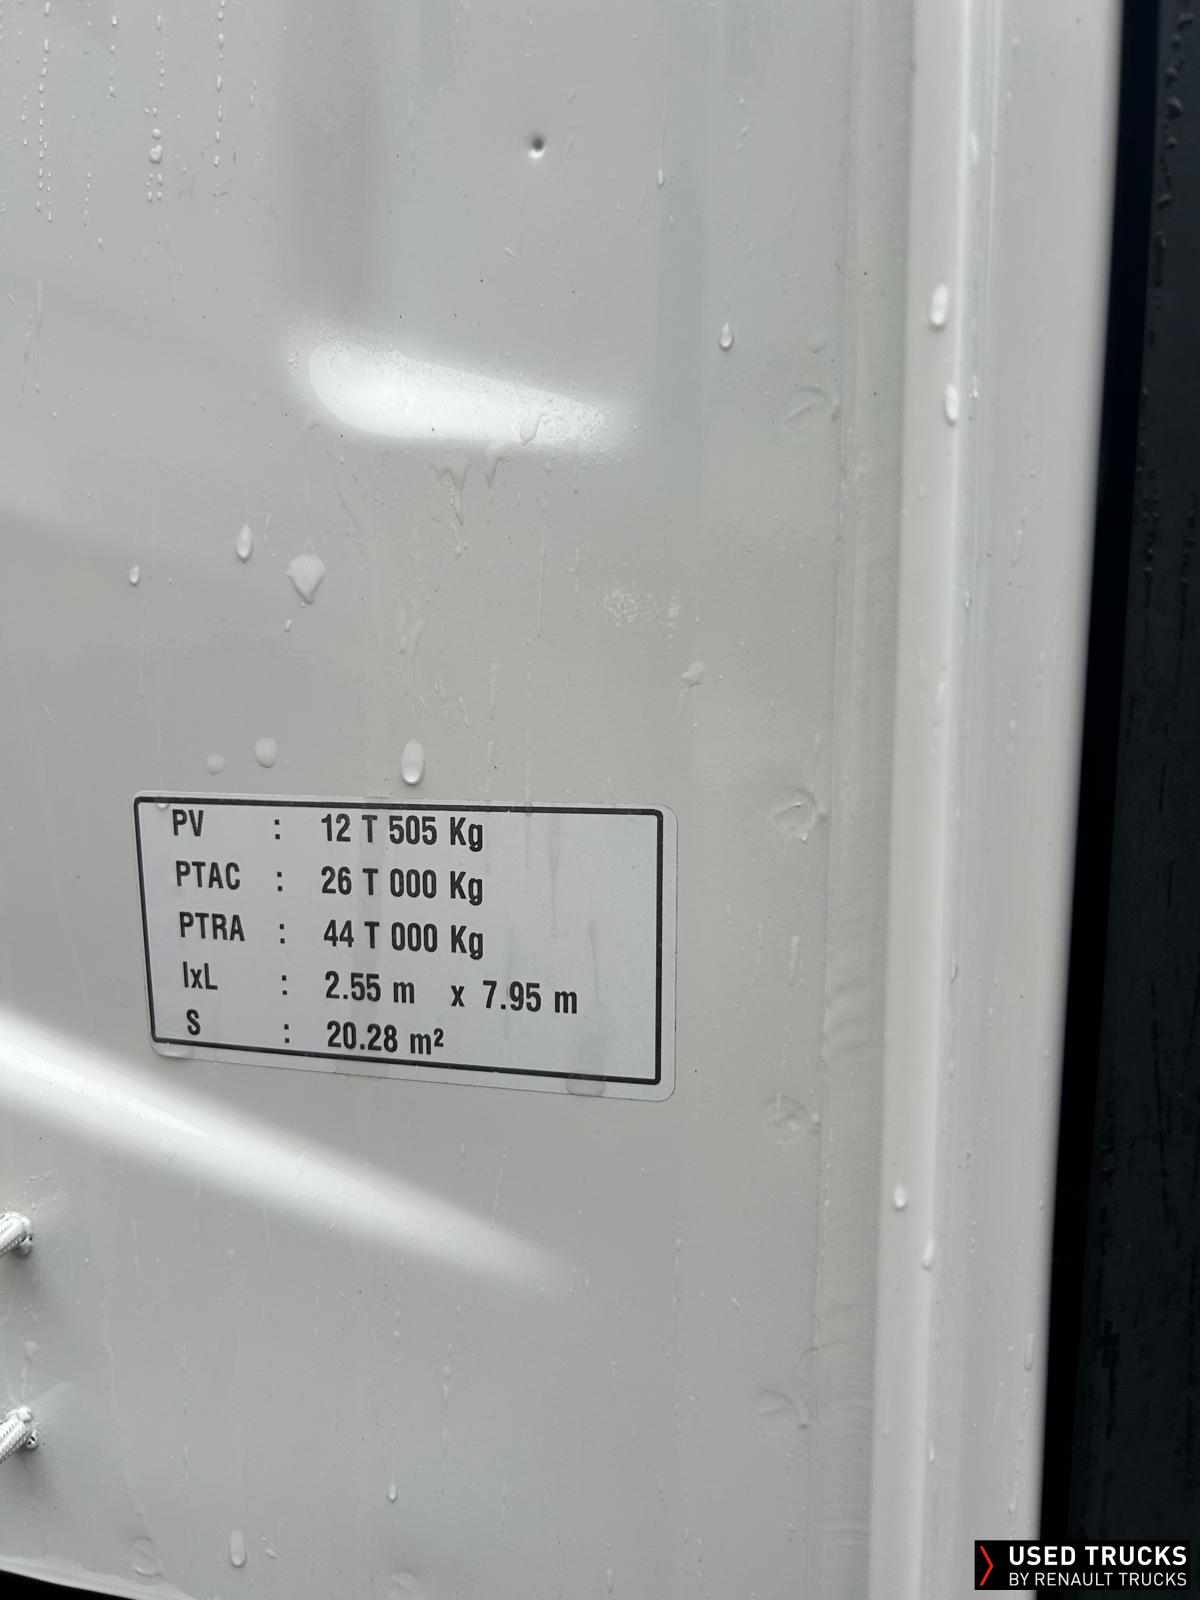 PV : 12 T 505 Kg
PTAC : 26 T 000 Kg
PTRA : 44 T 000 Kg
lxL : 2.55 m x 7.95 m
S : 20.28 m²
USED TRUCKS
BY RENAULT TRUCKS